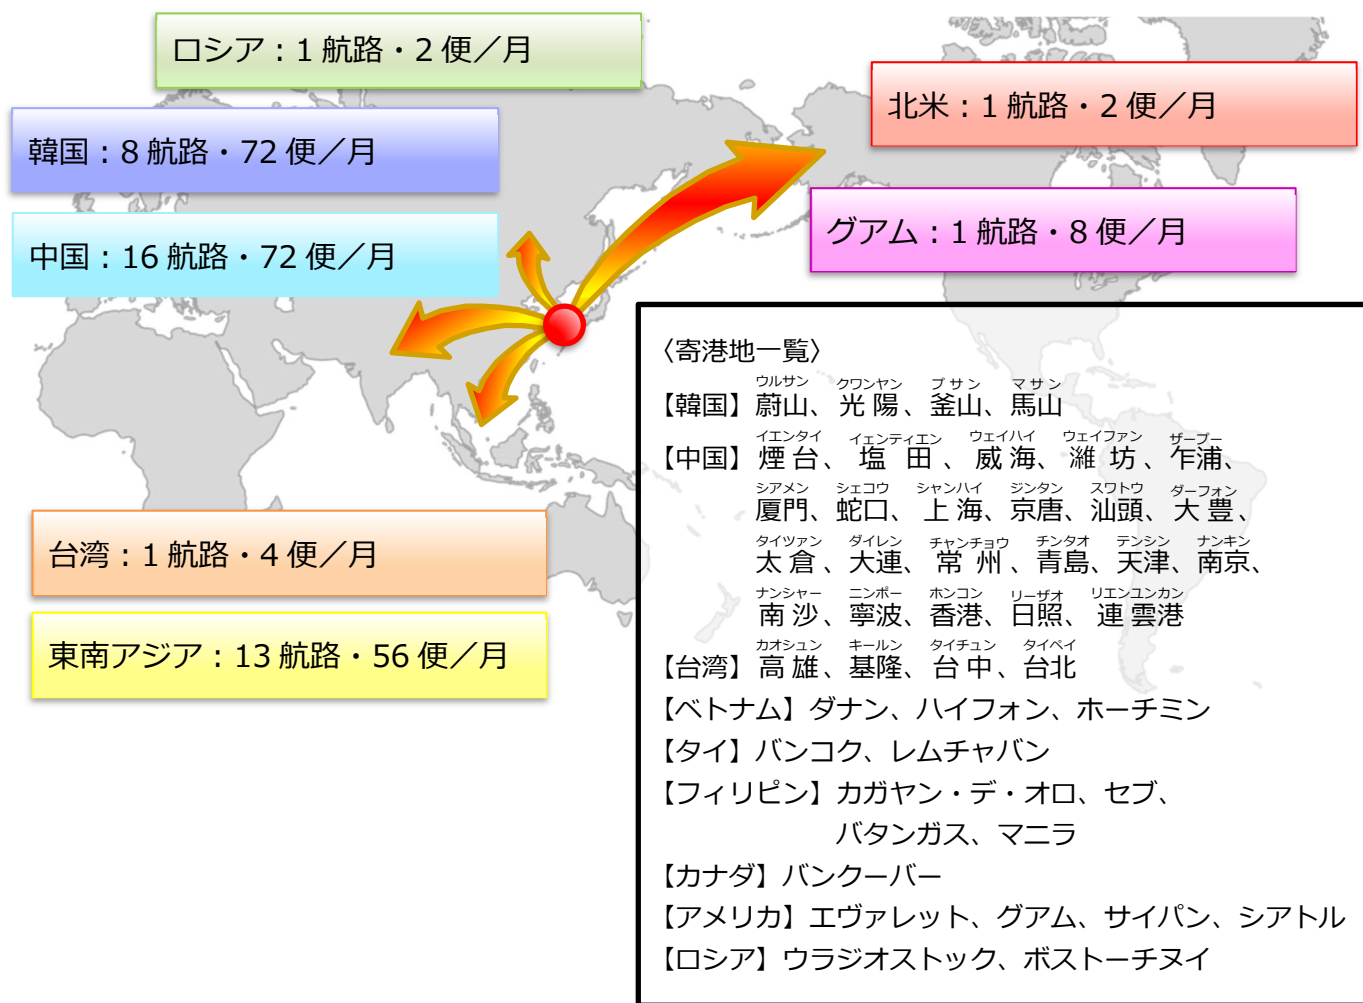 ロシア：1 航路・2 便／月
北米：1 航路・2 便／月
韓国：8 航路・72 便／月
グアム：1 航路・8 便／月
中国：16 航路・72 便／月
台湾：1 航路・4 便／月
東南アジア：13 航路・56 便／月
〈寄港地一覧〉
ウルサン クワンヤン プサン マサン
【韓国】蔚山、光陽、釜山、馬山
イエンタイ イェンティエン ウェイハイ ウェイファン ザープー
【中国】煙台、塩田、威海、濰坊、乍浦、
シアメン シェコウ シャンハイ ジンタン スワトウ ダーフォン
厦門、蛇口、上海、京唐、汕頭、大豊、
タイツァン ダイレン チャンチョウ チンタオ テンシン ナンキン
太倉、大連、常州、青島、天津、南京、
ナンシャー ニンポー ホンコン リーザオ リエンユンカン
南沙、寧波、香港、日照、連雲港
カオシュン キールン タイチュン タイペイ
【台湾】高雄、基隆、台中、台北
【ベトナム】ダナン、ハイフォン、ホーチミン
【タイ】バンコク、レムチャバン
【フィリピン】カガヤン・デ・オロ、セブ、
バタンガス、マニラ
【カナダ】バンクーバー
【アメリカ】エヴァレット、グアム、サイパン、シアトル
【ロシア】ウラジオストック、ボストーチヌイ